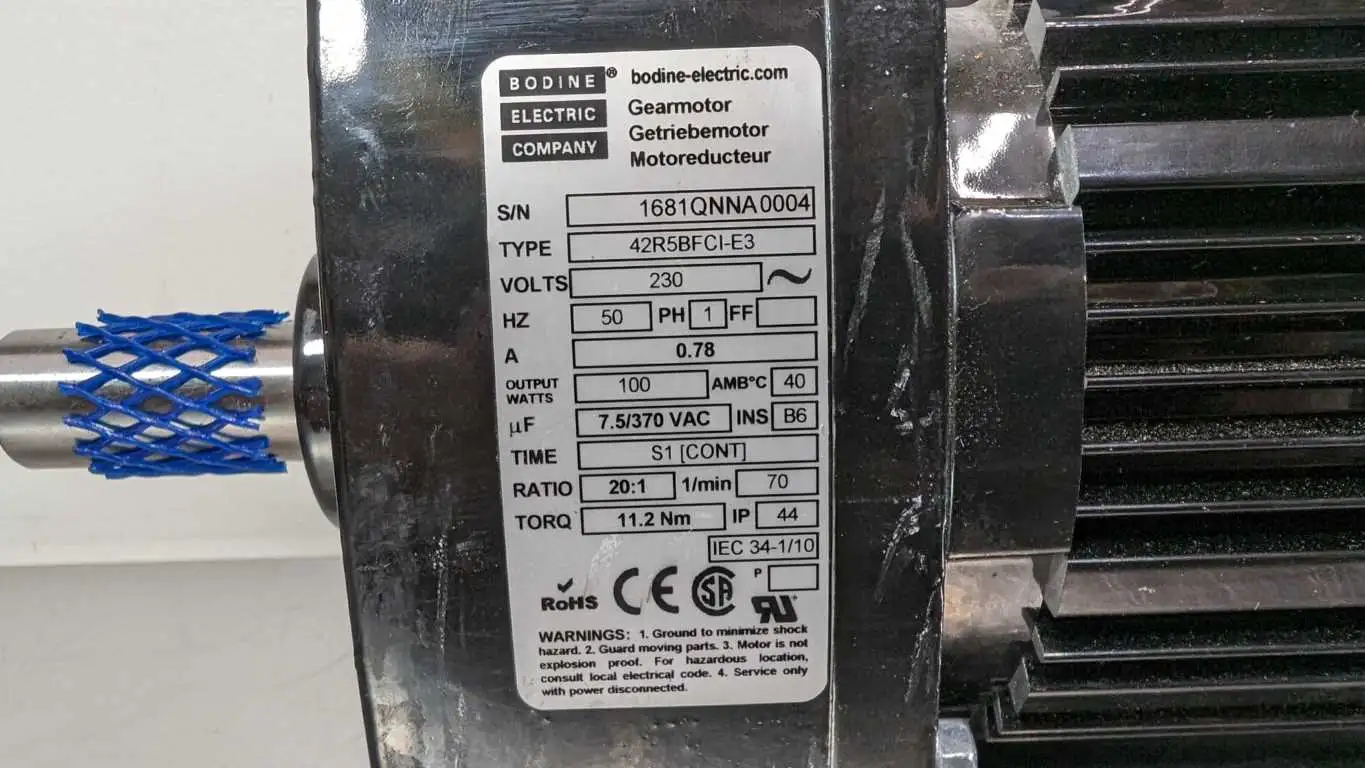 BODINE ® bodine-electric.com
ELECTRIC Gearmotor
COMPANY Getriebemotor
Motoreducteur
S/N 1681QNNA0004
TYPE 42R5BFCI-E3
VOLTS 230 ~
HZ 50 PH 1 FF
A 0.78
OUTPUT WATTS 100 AMB°C 40
µF 7.5/370 VAC INS B6
TIME S1 [CONT]
RATIO 20:1 1/min 70
TORQ 11.2 Nm IP 44
IEC 34-1/10
P
RoHS CE SA RU
WARNINGS: 1. Ground to minimize shock
hazard. 2. Guard moving parts. 3. Motor is not
explosion proof. For hazardous location,
consult local electrical code. 4. Service only
with power disconnected.